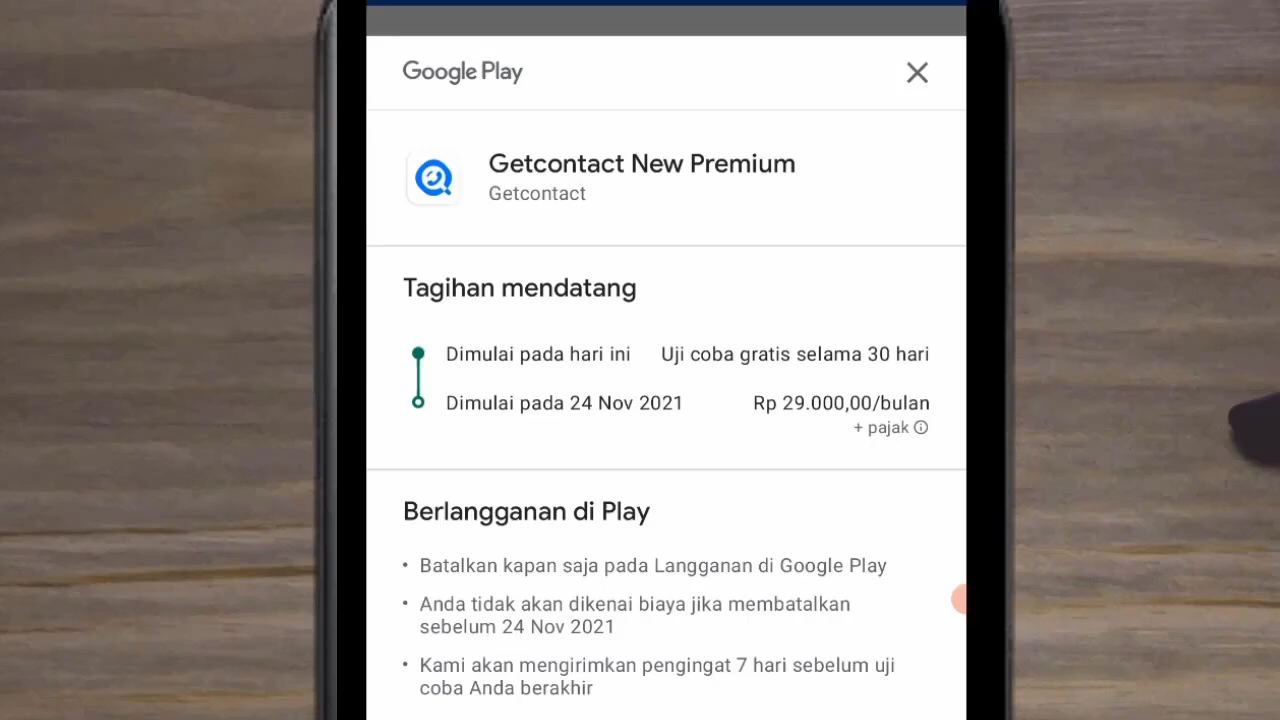 Google Play
Getcontact New Premium
Getcontact
Tagihan mendatang
Dimulai pada hari ini Uji coba gratis selama 30 hari
Dimulai pada 24 Nov 2021 Rp 29.000,00/bulan
+ pajak
Berlangganan di Play
• Batalkan kapan saja pada Langganan di Google Play
• Anda tidak akan dikenai biaya jika membatalkan
sebelum 24 Nov 2021
• Kami akan mengirimkan pengingat 7 hari sebelum uji
coba Anda berakhir